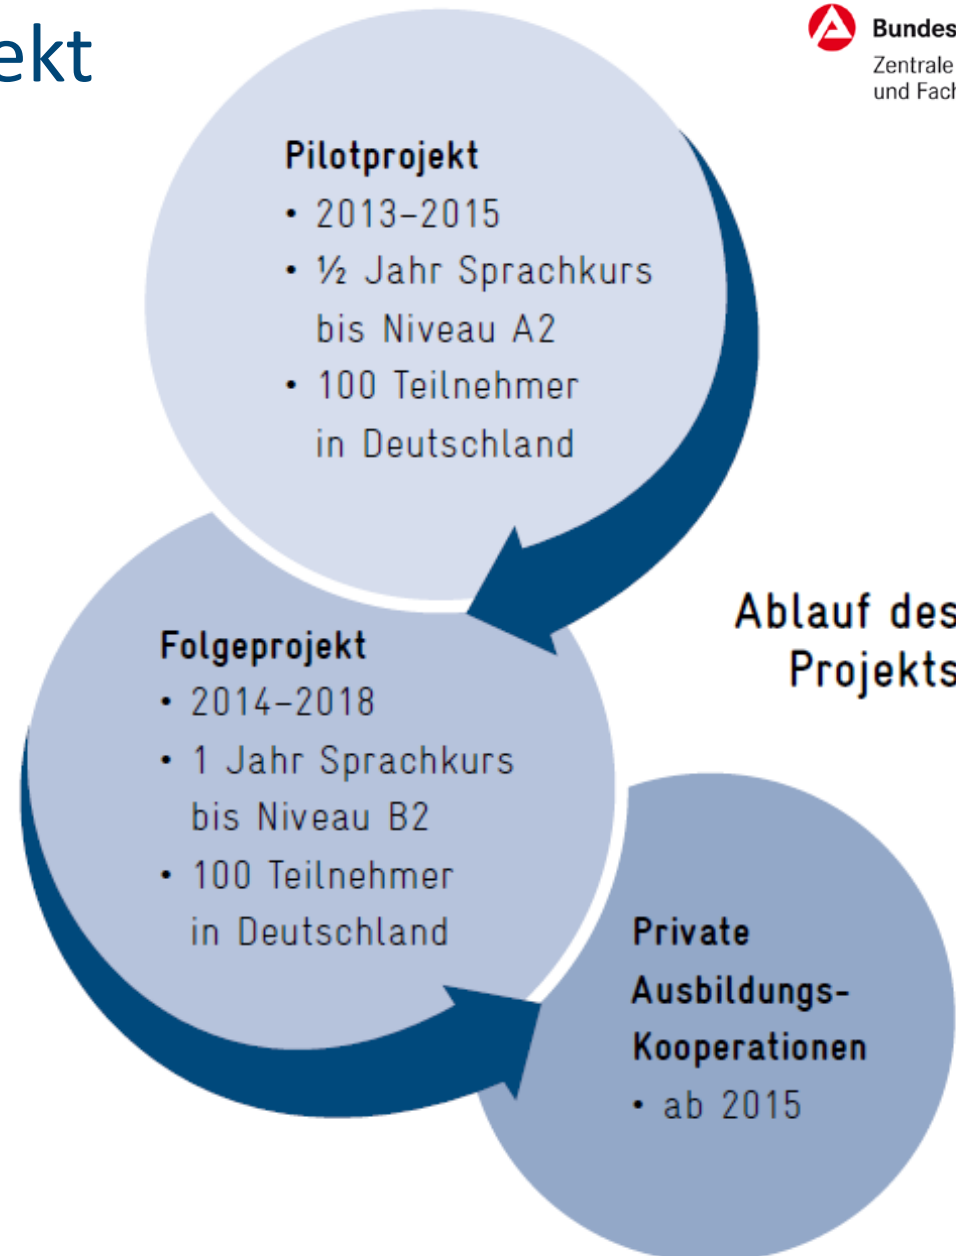 ekt
Bundes
Zentrale
und Fach
Pilotprojekt
• 2013–2015
• ½ Jahr Sprachkurs
bis Niveau A2
• 100 Teilnehmer
in Deutschland
Ablauf des
Projekts
Folgeprojekt
• 2014–2018
• 1 Jahr Sprachkurs
bis Niveau B2
• 100 Teilnehmer
in Deutschland
Private
Ausbildungs-
Kooperationen
• ab 2015